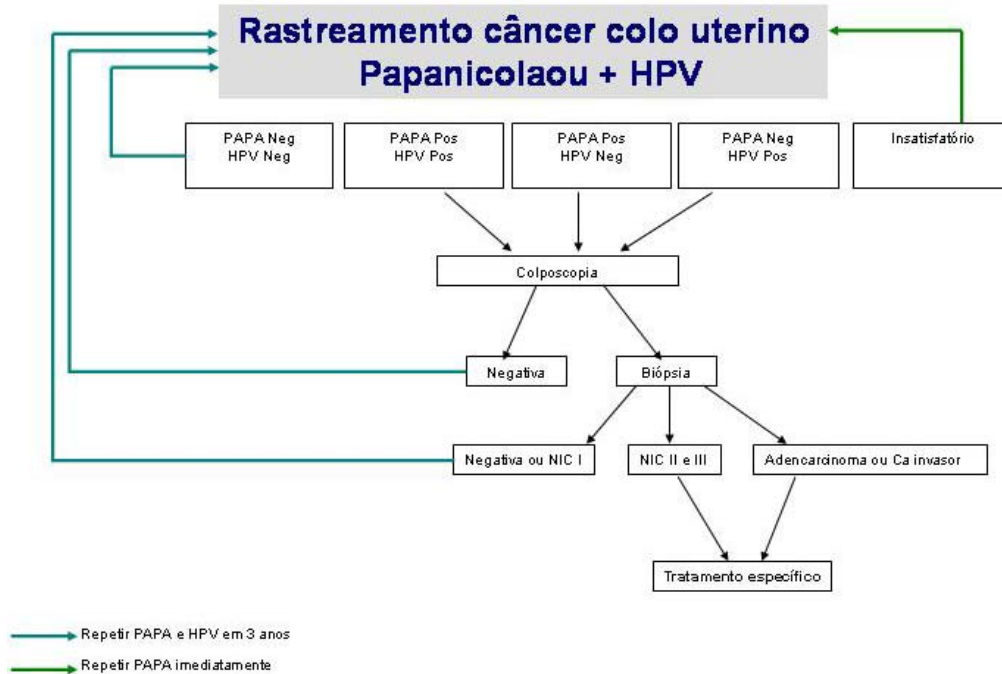 Rastreamento câncer colo uterino
Papanicolaou + HPV
PAPA Neg
HPV Neg
PAPA Pos
HPV Pos
PAPA Pos
HPV Neg
PAPA Neg
HPV Pos
Insatisfatório
Colposcopia
Negativa
Biópsia
Negativa ou NIC I
NIC II e III
Adencarcinoma ou Ca invasor
Tratamento específico
Repetir PAPA e HPV em 3 anos
Repetir PAPA imediatamente